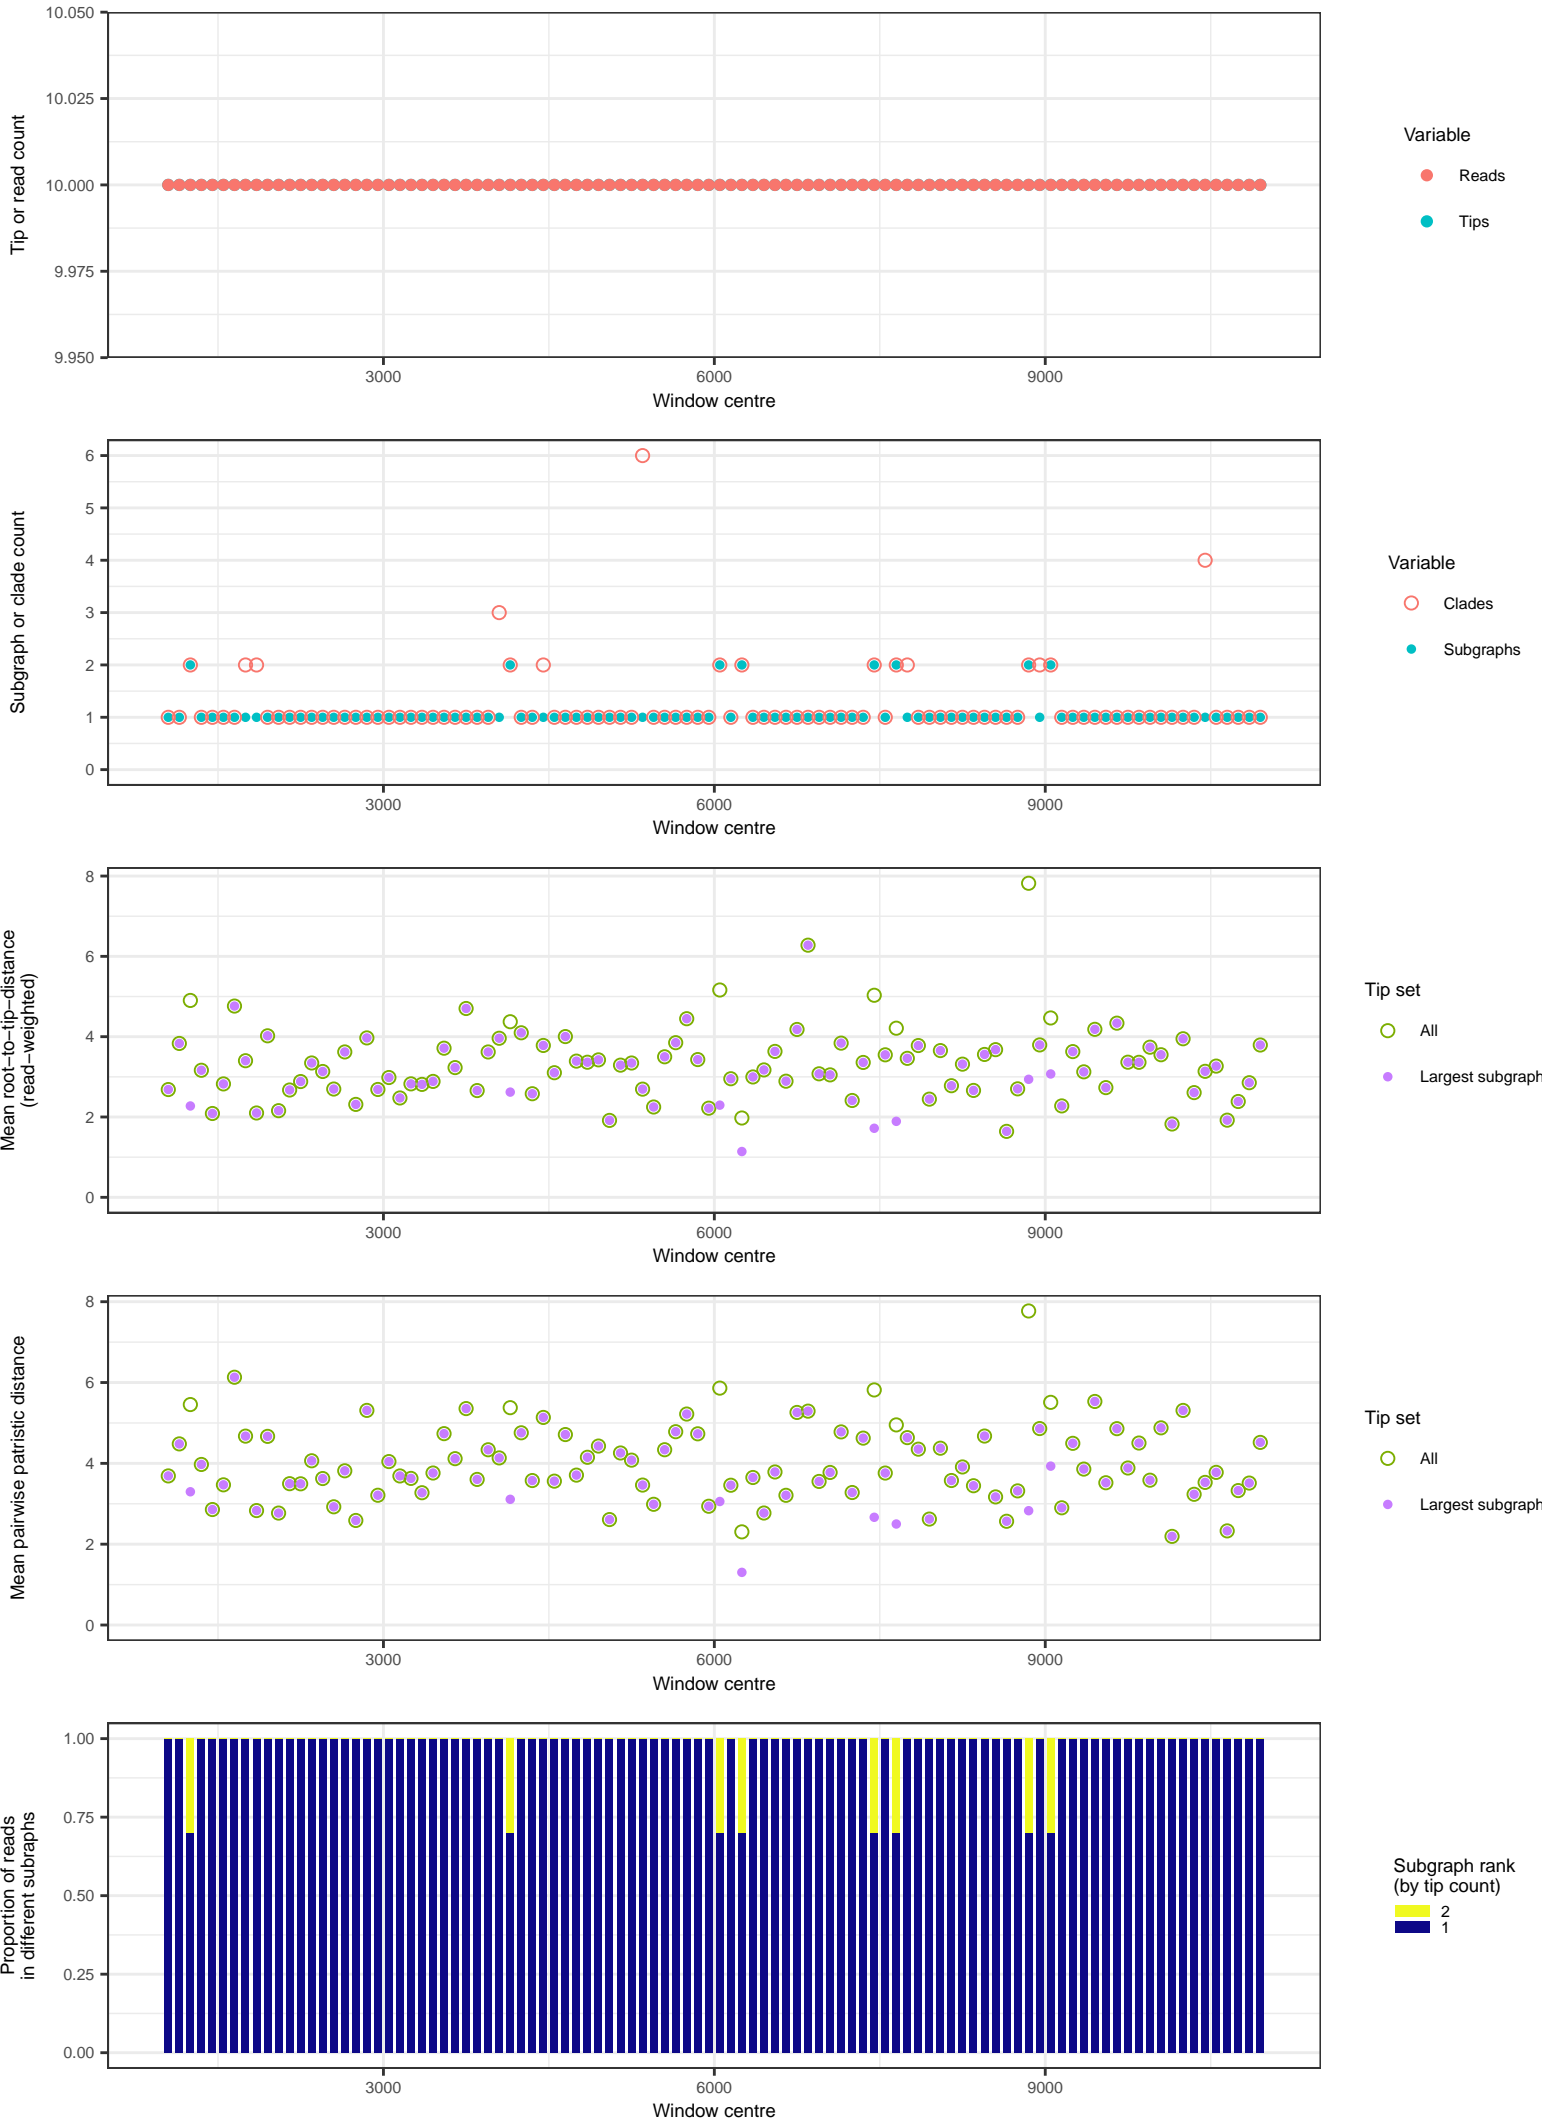 10.050
10.025
10.000
9.975
9.950
Tip or read count
3000
6000
9000
Window centre
Variable
Reads
Tips
6
5
4
3
2
1
0
Subgraph or clade count
3000
6000
9000
Window centre
Variable
Clades
Subgraphs
8
6
4
2
0
Mean root−to−tip−distance
(read−weighted)
3000
6000
9000
Window centre
Tip set
All
Largest subgraph
8
6
4
2
0
Mean pairwise patristic distance
3000
6000
9000
Window centre
Tip set
All
Largest subgraph
1.00
0.75
0.50
0.25
0.00
Proportion of reads
in different subraphs
3000
6000
9000
Window centre
Subgraph rank
(by tip count)
2
1